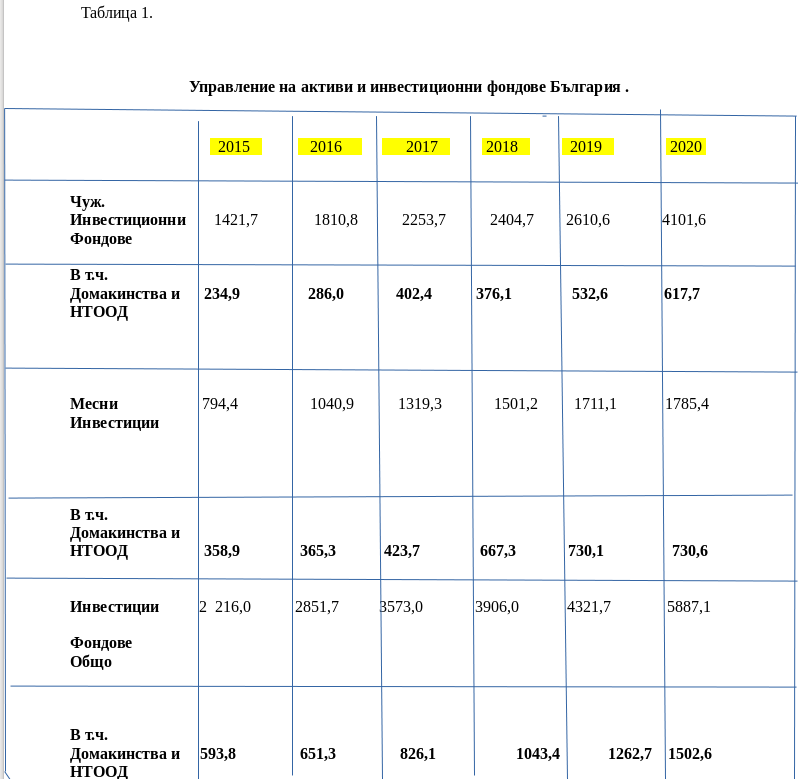 Таблица 1.
Управление на активи и инвестиционни фондове България .
2015 2016 2017 2018 2019 2020
Чуж.
Инвестиционни 1421,7 1810,8 2253,7 2404,7 2610,6 4101,6
Фондове
В т.ч.
Домакинства и 234,9 286,0 402,4 376,1 532,6 617,7
НТООД
Месни 794,4 1040,9 1319,3 1501,2 1711,1 1785,4
Инвестиции
В т.ч.
Домакинства и
НТООД 358,9 365,3 423,7 667,3 730,1 730,6
Инвестиции 2 216,0 2851,7 3573,0 3906,0 4321,7 5887,1
Фондове
Общо
В т.ч.
Домакинства и 593,8 651,3 826,1 1043,4 1262,7 1502,6
НТООД